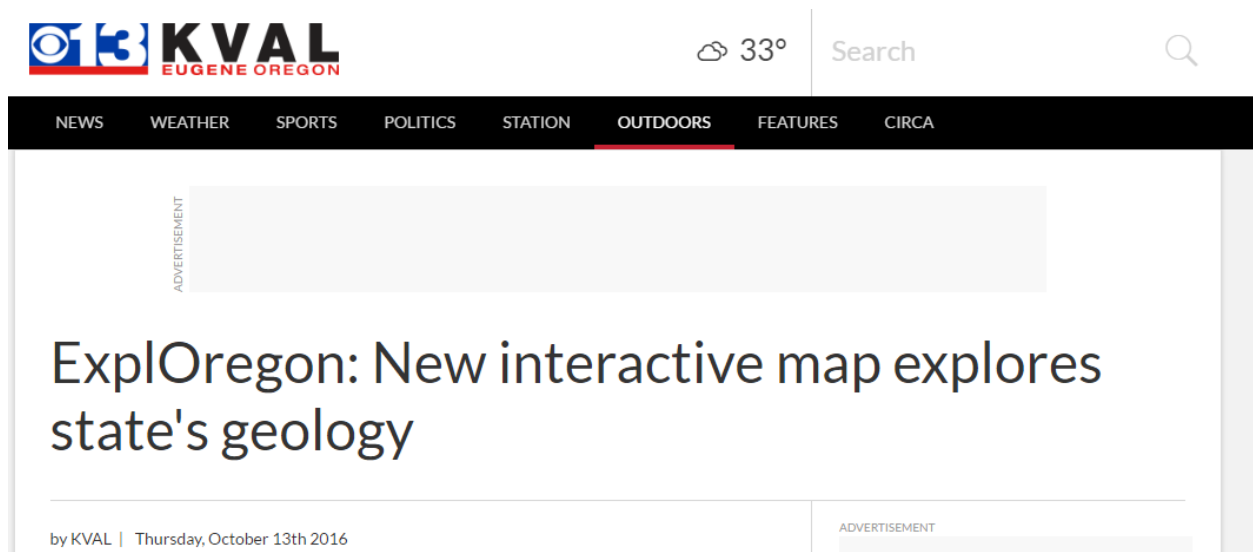 13 KVAL
EUGENE OREGON
33°
Search
NEWS WEATHER SPORTS POLITICS STATION OUTDOORS FEATURES CIRCA
ADVERTISEMENT
ExplOregon: New interactive map explores
state's geology
by KVAL | Thursday, October 13th 2016
ADVERTISEMENT